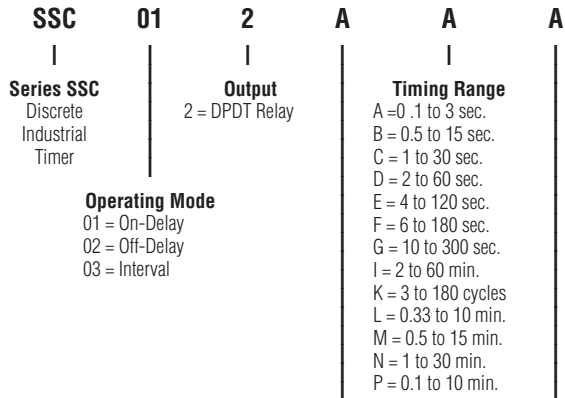 SSC 01 2 A A A
Series SSC
Discrete
Industrial
Timer
Output
2 = DPDT Relay
Operating Mode
01 = On-Delay
02 = Off-Delay
03 = Interval
Timing Range
A =0 .1 to 3 sec.
B = 0.5 to 15 sec.
C = 1 to 30 sec.
D = 2 to 60 sec.
E = 4 to 120 sec.
F = 6 to 180 sec.
G = 10 to 300 sec.
I = 2 to 60 min.
K = 3 to 180 cycles
L = 0.33 to 10 min.
M = 0.5 to 15 min.
N = 1 to 30 min.
P = 0.1 to 10 min.